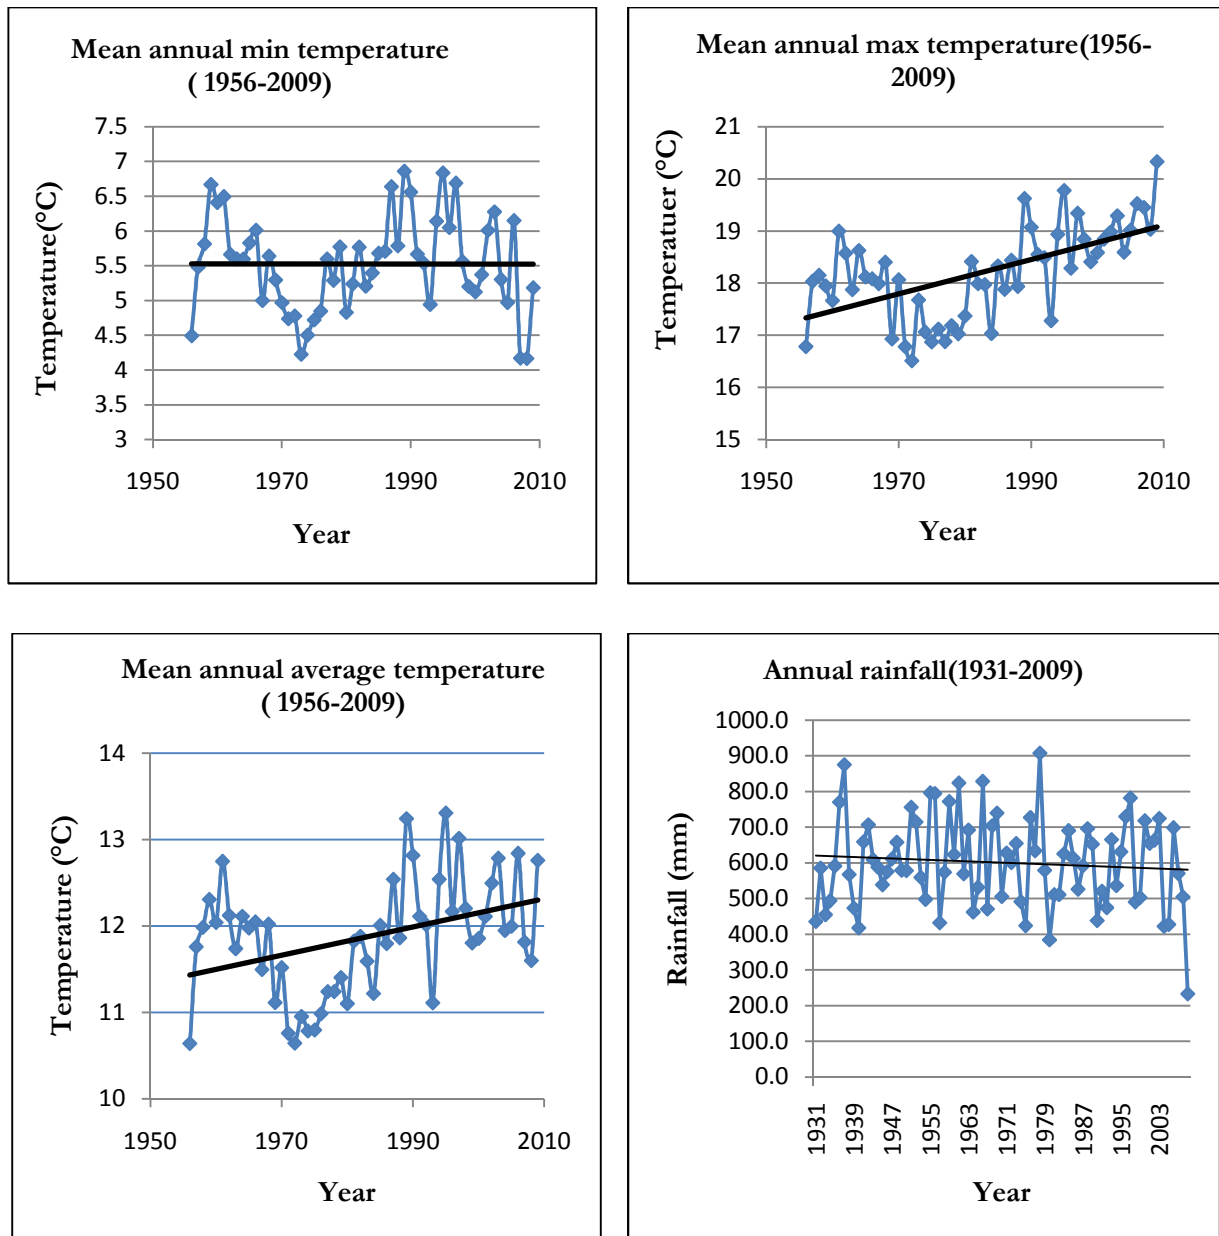 Mean annual min temperature
( 1956-2009)
7.5
7
6.5
6
5.5
5
4.5
4
3.5
3
Temperature(°C)
1950 1970 1990 2010
Year
Mean annual max temperature(1956-
2009)
21
20
19
18
17
16
15
Temperatuer (°C)
1950 1970 1990 2010
Year
Mean annual average temperature
( 1956-2009)
14
13
12
11
10
Temperature (°C)
1950 1970 1990 2010
Year
Annual rainfall(1931-2009)
1000.0
900.0
800.0
700.0
600.0
500.0
400.0
300.0
200.0
100.0
0.0
Rainfall (mm)
1931 1939 1947 1955 1963 1971 1979 1987 1995 2003
Year